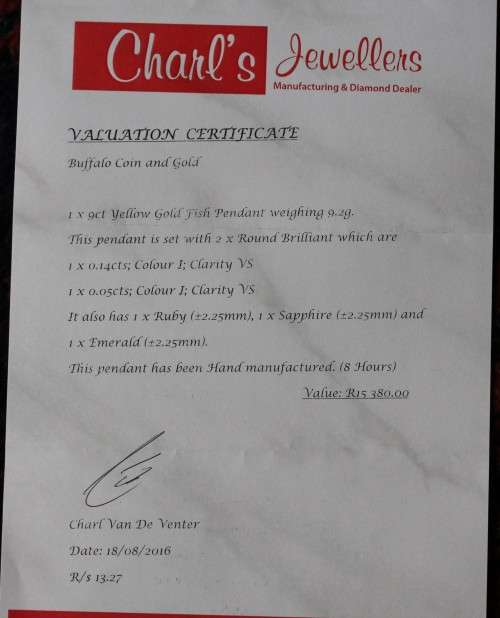 Charl's Jewellers
Manufacturing & Diamond Dealer
VALUATION CERTIFICATE
Buffalo Coin and Gold
1 x 9ct Yellow Gold Fish Pendant weighing 9.2g.
This pendant is set with 2 x Round Brilliant which are
1 x 0.14cts; Colour I; Clarity VS
1 x 0.05cts; Colour I; Clarity VS
It also has 1 x Ruby (±2.25mm), 1 x Sapphire (±2.25mm) and
1 x Emerald (±2.25mm).
This pendant has been Hand manufactured. (8 Hours)
Value: R15 380.00
Charl Van De Venter
Date: 18/08/2016
R/$ 13.27